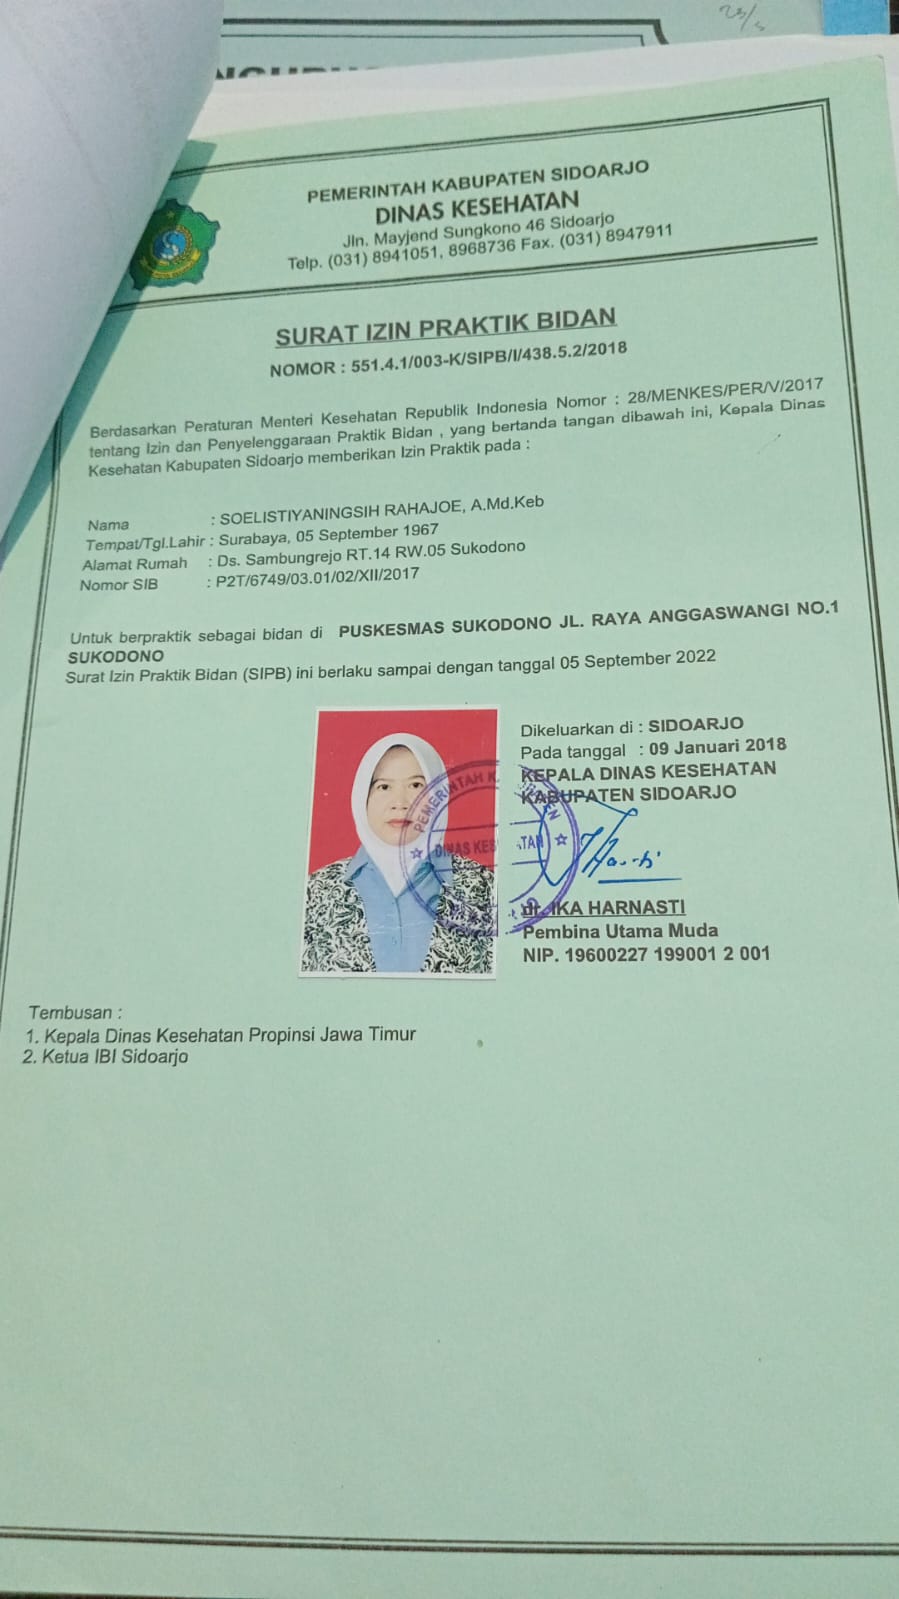 23/5
PEMERINTAH KABUPATEN SIDOARJO
DINAS KESEHATAN
Jln. Mayjend Sungkono 46 Sidoarjo
Telp. (031) 8941051, 8968736 Fax. (031) 8947911
SURAT IZIN PRAKTIK BIDAN
NOMOR : 551.4.1/003-K/SIPB/I/438.5.2/2018
Berdasarkan Peraturan Menteri Kesehatan Republik Indonesia Nomor : 28/MENKES/PER/V/2017
tentang Izin dan Penyelenggaraan Praktik Bidan , yang bertanda tangan dibawah ini, Kepala Dinas
Kesehatan Kabupaten Sidoarjo memberikan Izin Praktik pada :
Nama : SOELISTIYANINGSIH RAHAJOE, A.Md.Keb
Tempat/Tgl.Lahir : Surabaya, 05 September 1967
Alamat Rumah : Ds. Sambungrejo RT.14 RW.05 Sukodono
Nomor SIB : P2T/6749/03.01/02/XII/2017
Untuk berpraktik sebagai bidan di PUSKESMAS SUKODONO JL. RAYA ANGGASWANGI NO.1
SUKODONO
Surat Izin Praktik Bidan (SIPB) ini berlaku sampai dengan tanggal 05 September 2022
Dikeluarkan di : SIDOARJO
Pada tanggal : 09 Januari 2018
KEPALA DINAS KESEHATAN
KABUPATEN SIDOARJO
dr. IKA HARNASTI
Pembina Utama Muda
NIP. 19600227 199001 2 001
Tembusan :
1. Kepala Dinas Kesehatan Propinsi Jawa Timur
2. Ketua IBI Sidoarjo